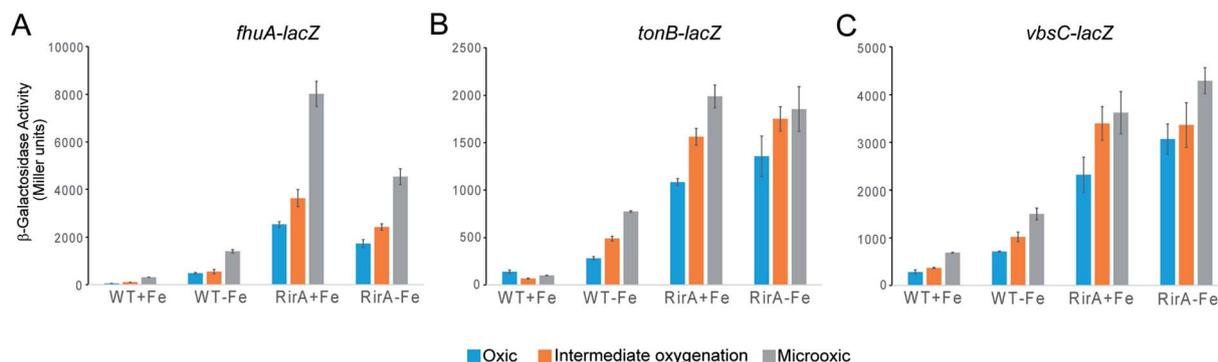 A
fhuA-lacZ
β-Galactosidase Activity
(Miller units)
10000
8000
6000
4000
2000
0
WT+Fe WT-Fe RirA+Fe RirA-Fe
B
tonB-lacZ
2500
2000
1500
1000
500
0
WT+Fe WT-Fe RirA+Fe RirA-Fe
C
vbsC-lacZ
5000
4000
3000
2000
1000
0
WT+Fe WT-Fe RirA+Fe RirA-Fe
Oxic Intermediate oxygenation Microoxic